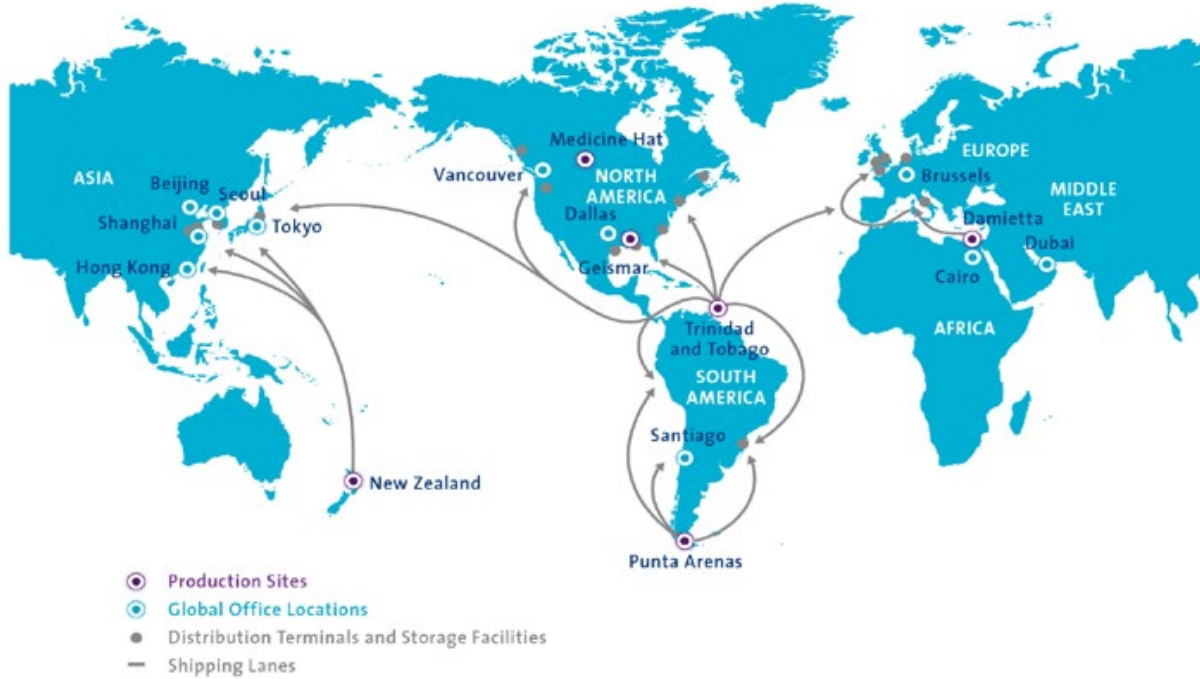 Medicine Hat
ASIA
EUROPE
Beijing
Seoul
Vancouver
NORTH
AMERICA
Brussels
MIDDLE
EAST
Shanghai
Tokyo
Dallas
Damietta
Dubai
Hong Kong
Geismar
Cairo
Trinidad
and Tobago
AFRICA
SOUTH
AMERICA
Santiago
New Zealand
Punta Arenas
Production Sites
Global Office Locations
Distribution Terminals and Storage Facilities
Shipping Lanes